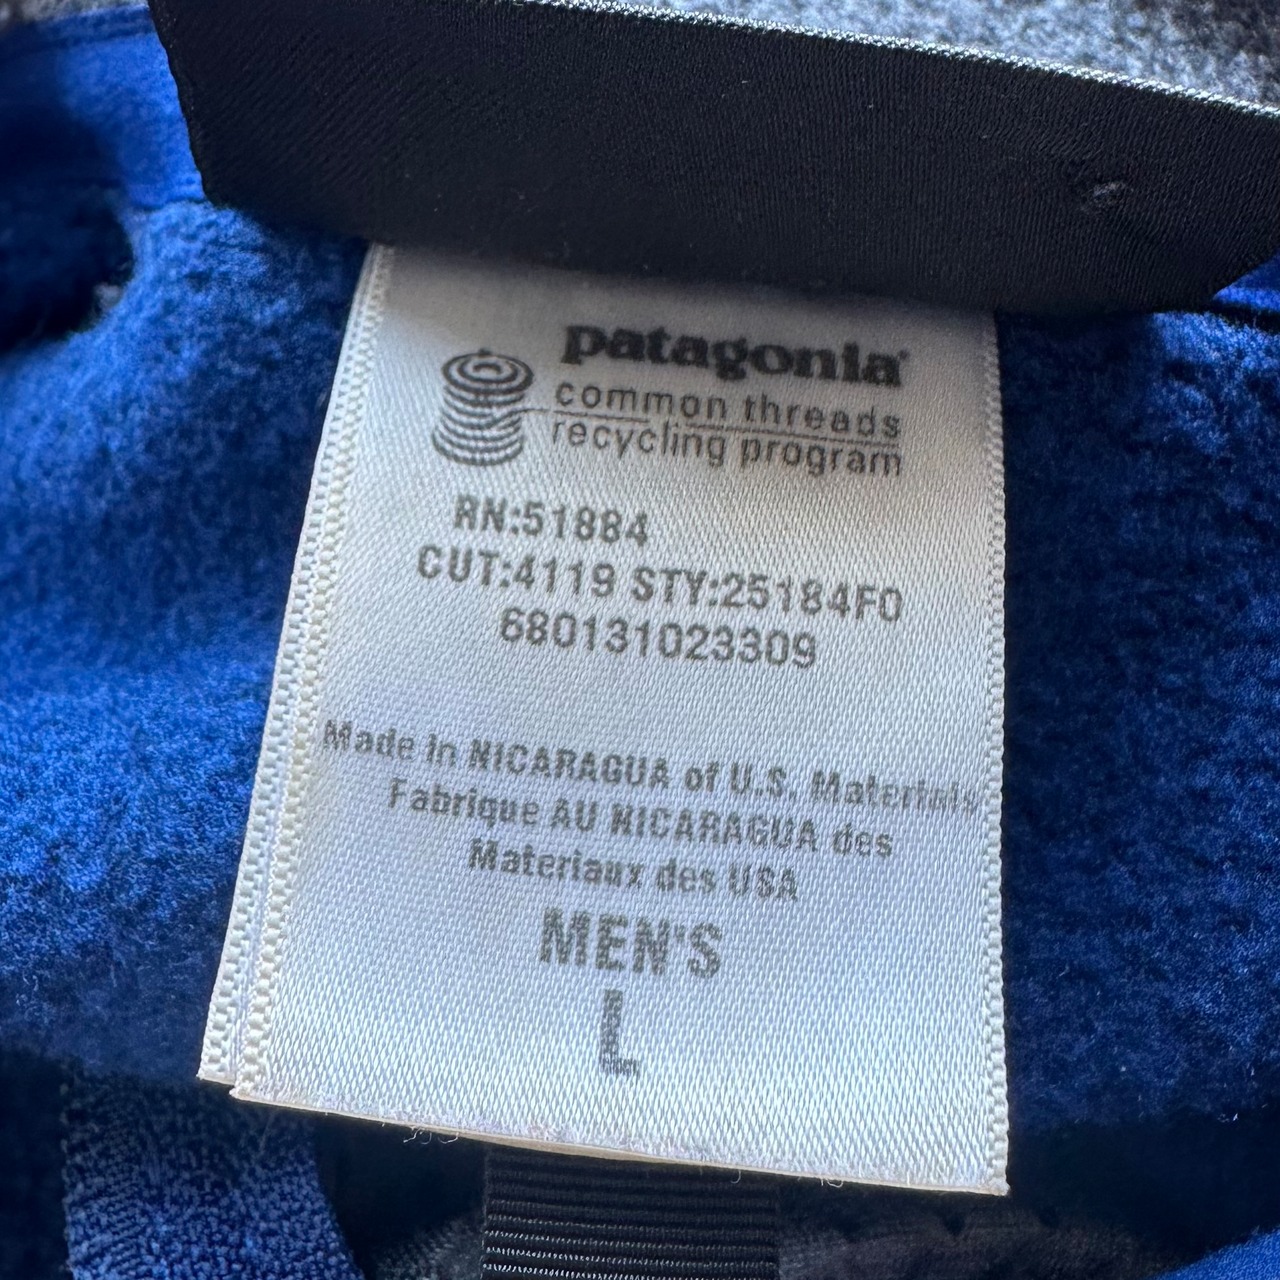 patagonia®
common threads
recycling program
RN:51884
CUT:4119 STY:25184F0
680131023309
Made in NICARAGUA of U.S. Materials
Fabrique AU NICARAGUA des
Materiaux des USA
MEN'S
L